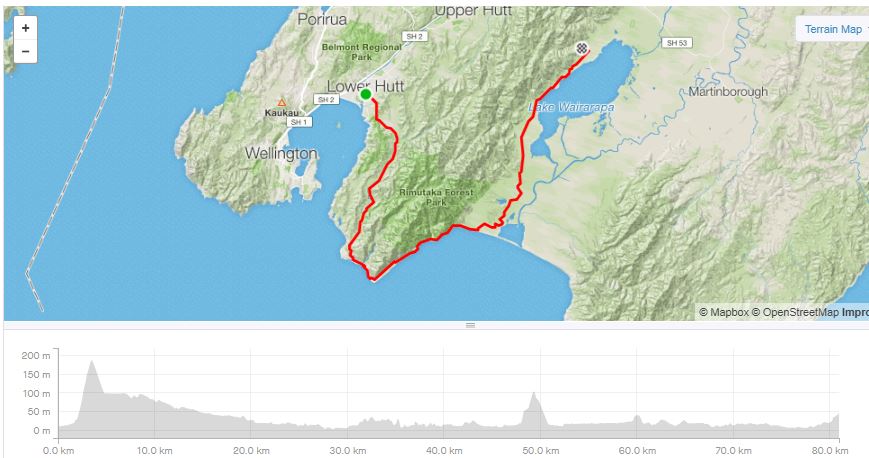 Porirua
Upper Hutt
+
−
SH 2
SH 53
Terrain Map
Belmont Regional
Park
Lower Hutt
SH 2
Kaukau
SH 1
Lake Wairarapa
Martinborough
Wellington
Rimutaka Forest
Park
© Mapbox © OpenStreetMap Impro
200 m
150 m
100 m
50 m
0 m
0.0 km 10.0 km 20.0 km 30.0 km 40.0 km 50.0 km 60.0 km 70.0 km 80.0 km